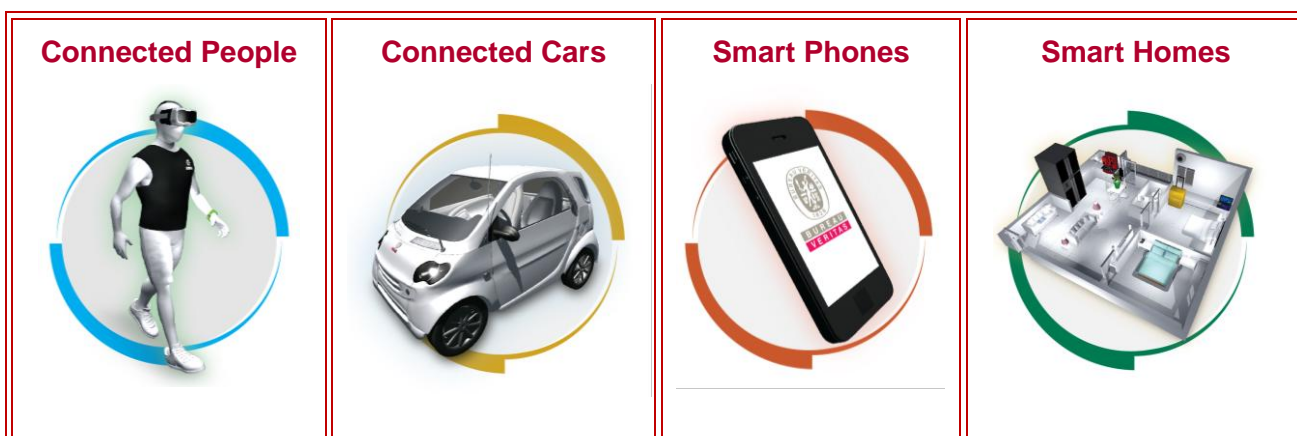 Connected People
Connected Cars
Smart Phones
Smart Homes
BUREAU
VERITAS